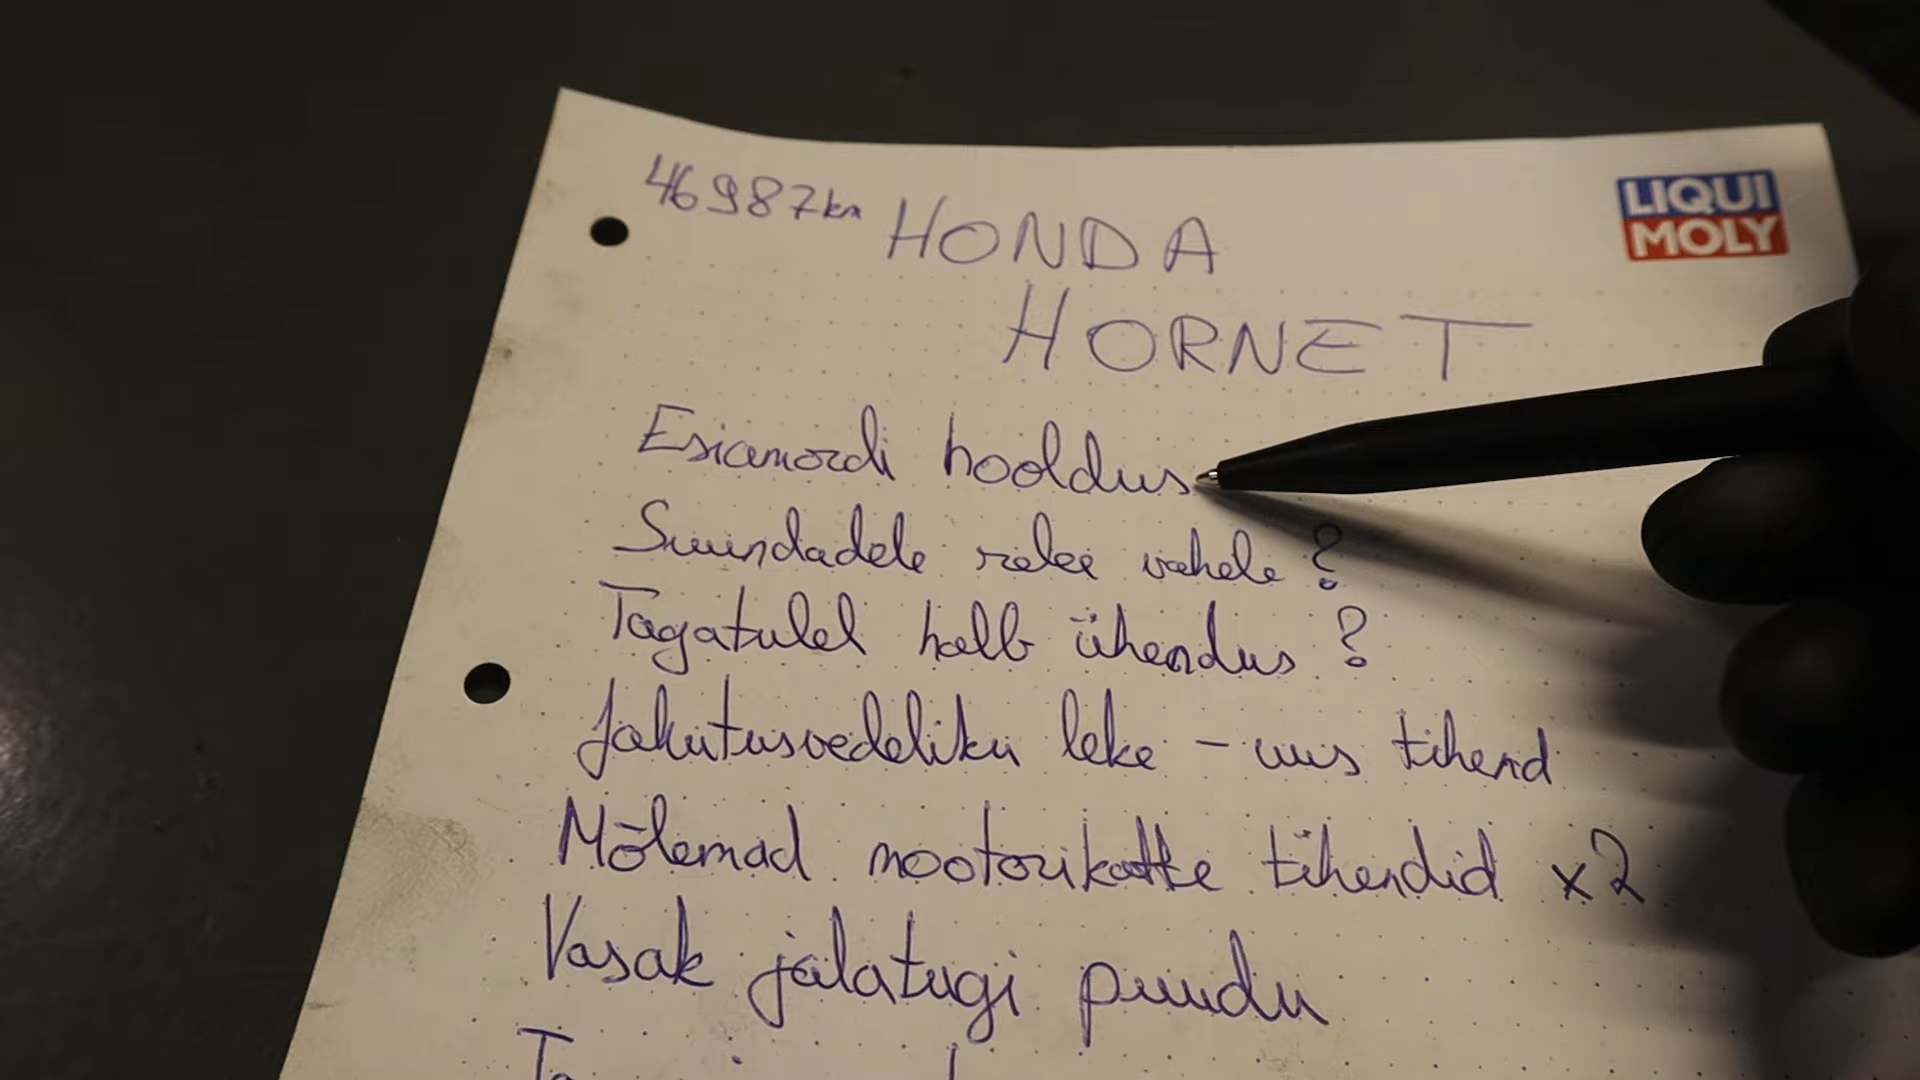 46987km
HONDA
HORNET
LIQUI
MOLY
Esiamordi hooldus
Suundadele relee vahele ?
Tagatulel halb ühendus ?
Jahutusvedeliku leke - uus tihend
Mõlemad mootorikatte tihendid x2
Vasak jalatugi puudu